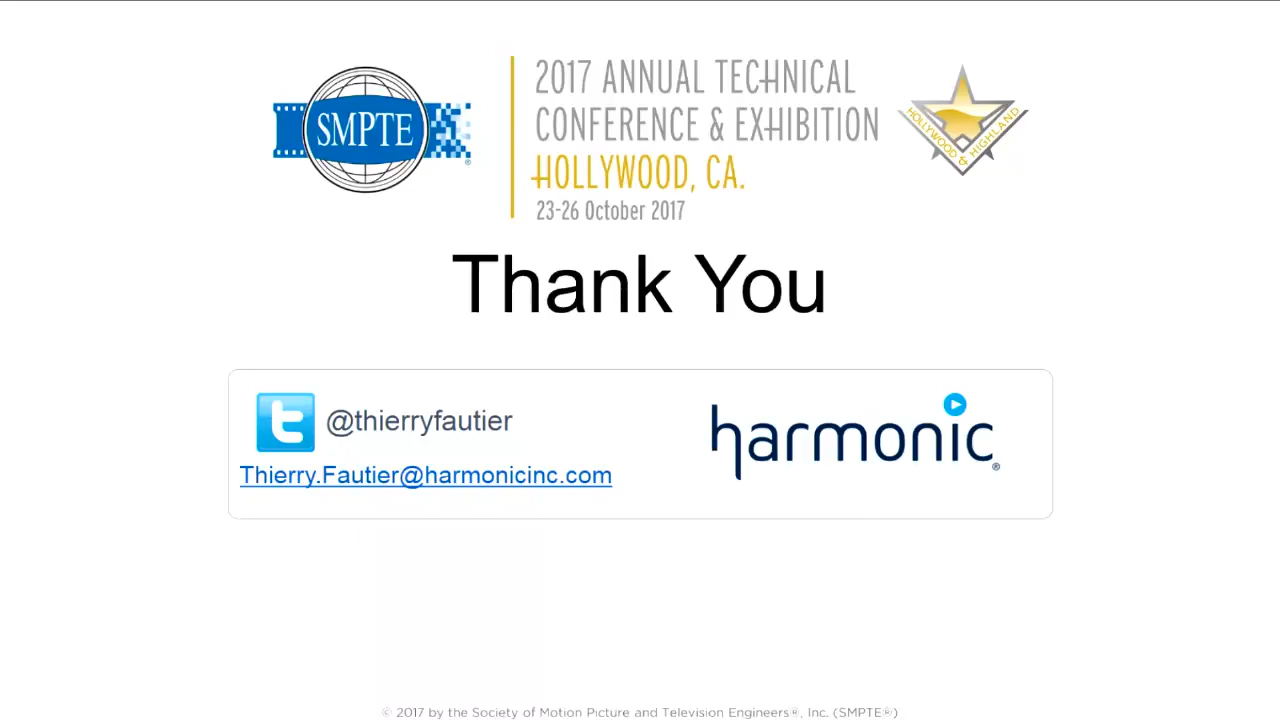 SMPTE
®
2017 ANNUAL TECHNICAL
CONFERENCE & EXHIBITION
HOLLYWOOD, CA.
23-26 October 2017
HOLLYWOOD & HIGHLAND
Thank You
@thierryfautier
Thierry.Fautier@harmonicinc.com
harmonic®
© 2017 by the Society of Motion Picture and Television Engineers®, Inc. (SMPTE®)